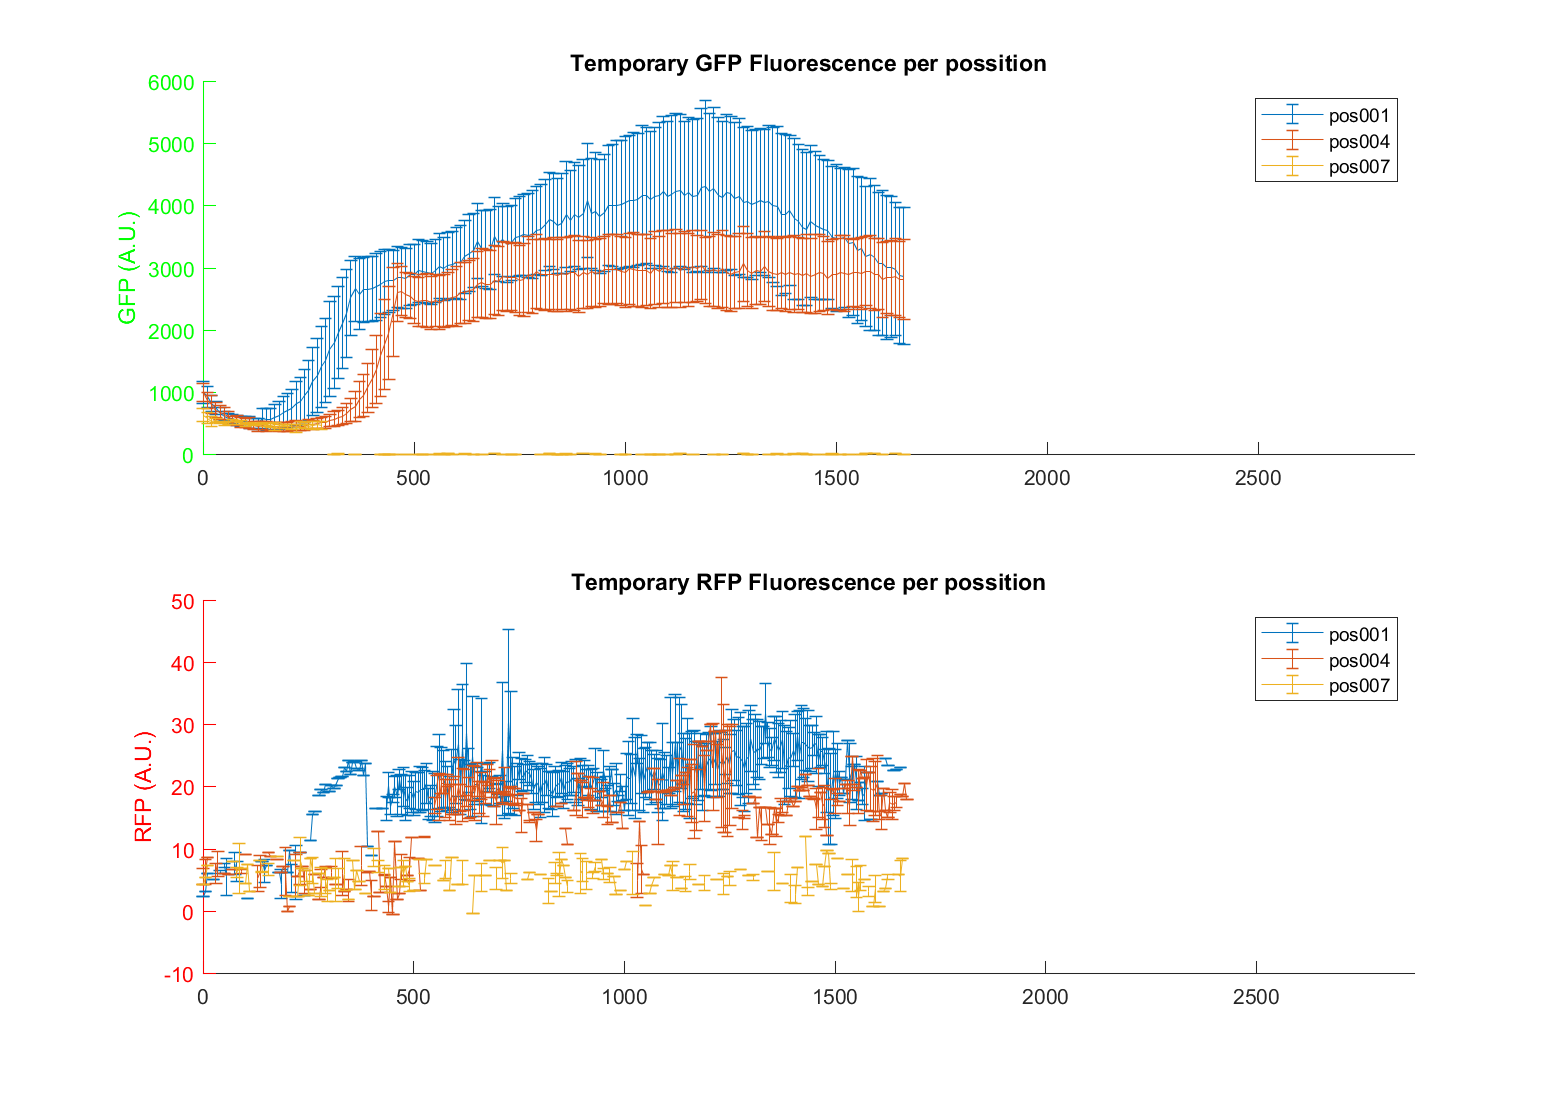 Temporary GFP Fluorescence per possition
GFP (A.U.)
6000
5000
4000
3000
2000
1000
0
0 500 1000 1500 2000 2500
pos001
pos004
pos007
Temporary RFP Fluorescence per possition
RFP (A.U.)
50
40
30
20
10
0
-10
0 500 1000 1500 2000 2500
pos001
pos004
pos007